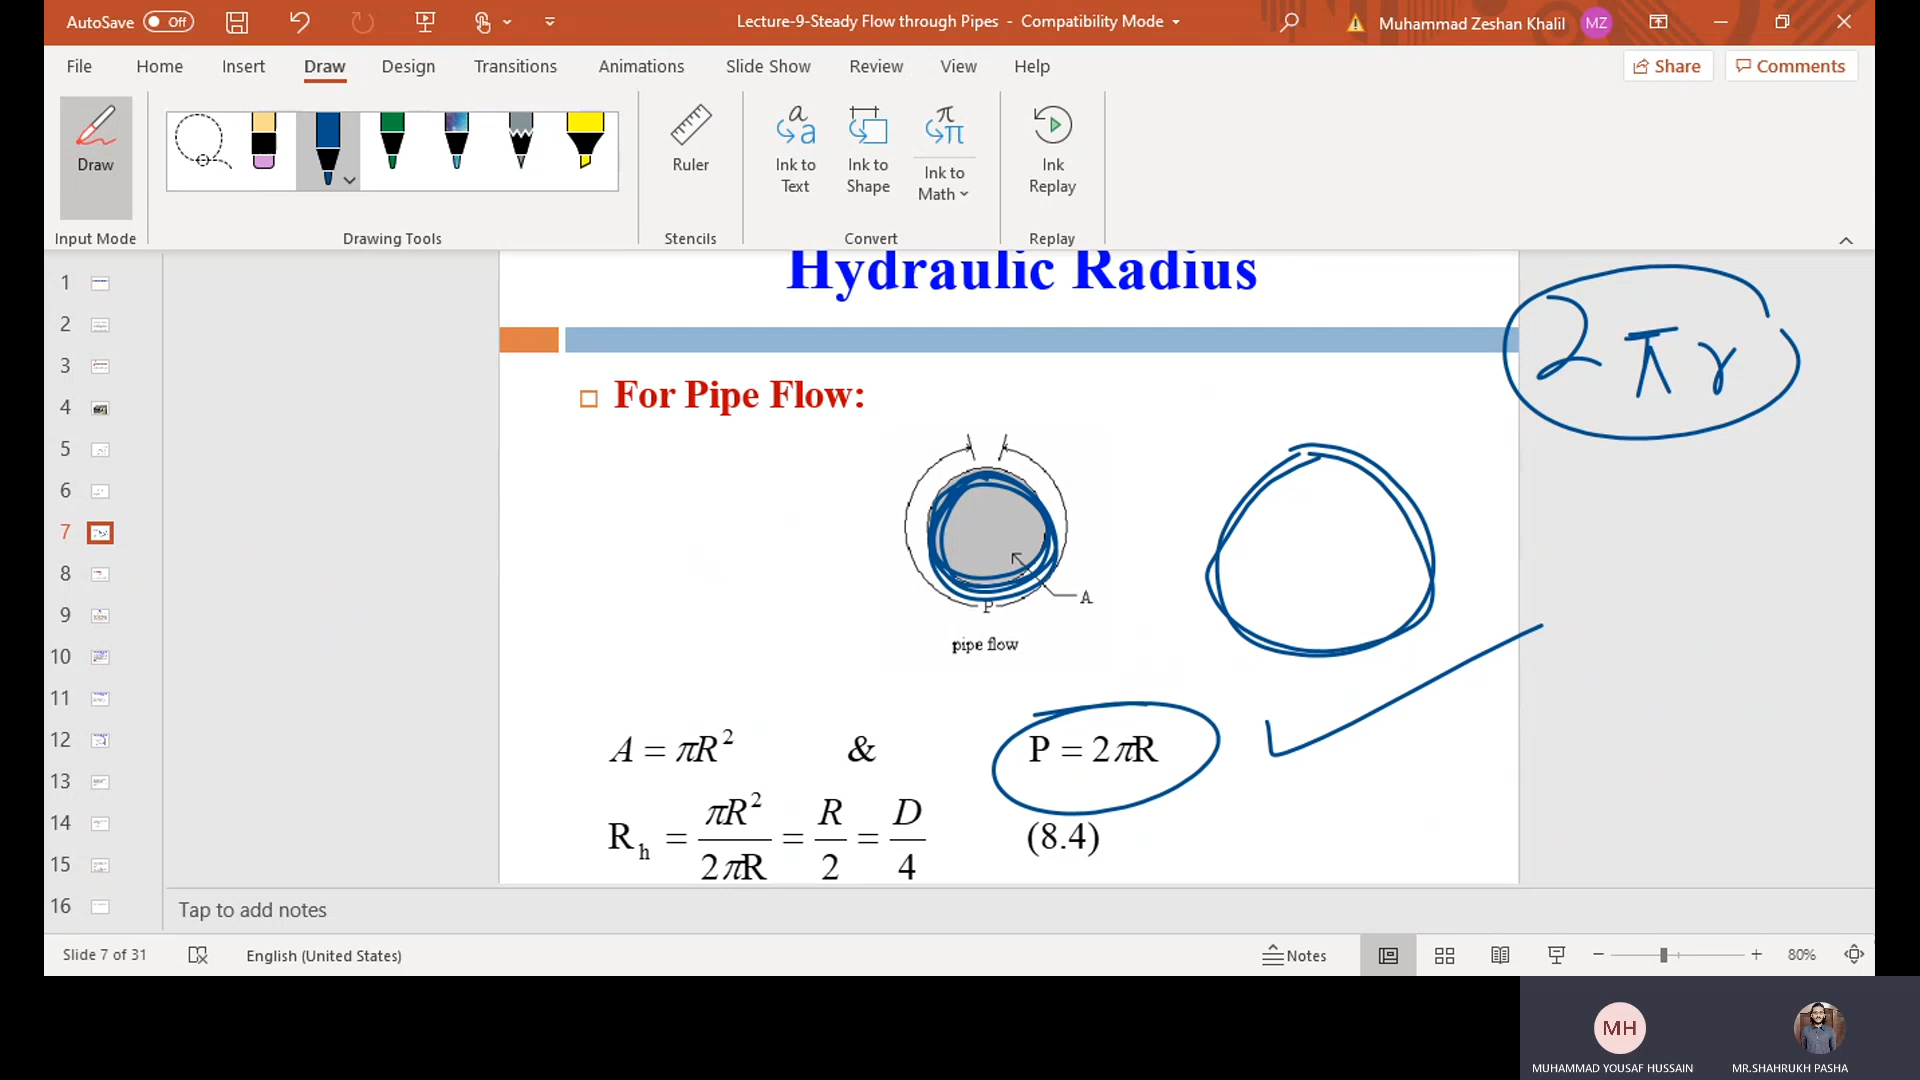 AutoSave Off Lecture-9-Steady Flow through Pipes - Compatibility Mode Muhammad Zeshan Khalil MZ
File Home Insert Draw Design Transitions Animations Slide Show Review View Help Share Comments
Draw Ruler Ink to Text Ink to Shape Ink to Math Ink Replay
Input Mode Drawing Tools Stencils Convert Replay
1
2
3
4
5
6
7
8
9
10
11
12
13
14
15
16
Hydraulic Radius
2πr
For Pipe Flow:
A
P
pipe flow
A = πR² & P = 2πR
R_h = πR²/2πR = R/2 = D/4 (8.4)
Tap to add notes
Slide 7 of 31 English (United States) Notes 80%
MH
MUHAMMAD YOUSAF HUSSAIN MR.SHAHRUKH PASHA